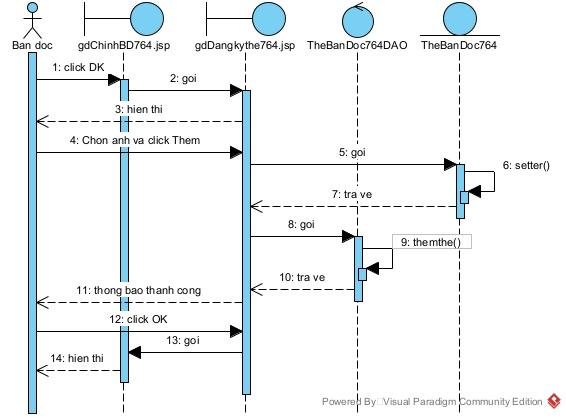 Ban doc
gdChinhBD764.jsp
gdDangkythe764.jsp
TheBanDoc764DAO
TheBanDoc764
1: click DK
2: goi
3: hien thi
4: Chon anh va click Them
5: goi
6: setter()
7: tra ve
8: goi
9: themthe()
10: tra ve
11: thong bao thanh cong
12: click OK
13: goi
14: hien thi
Powered By Visual Paradigm Community Edition